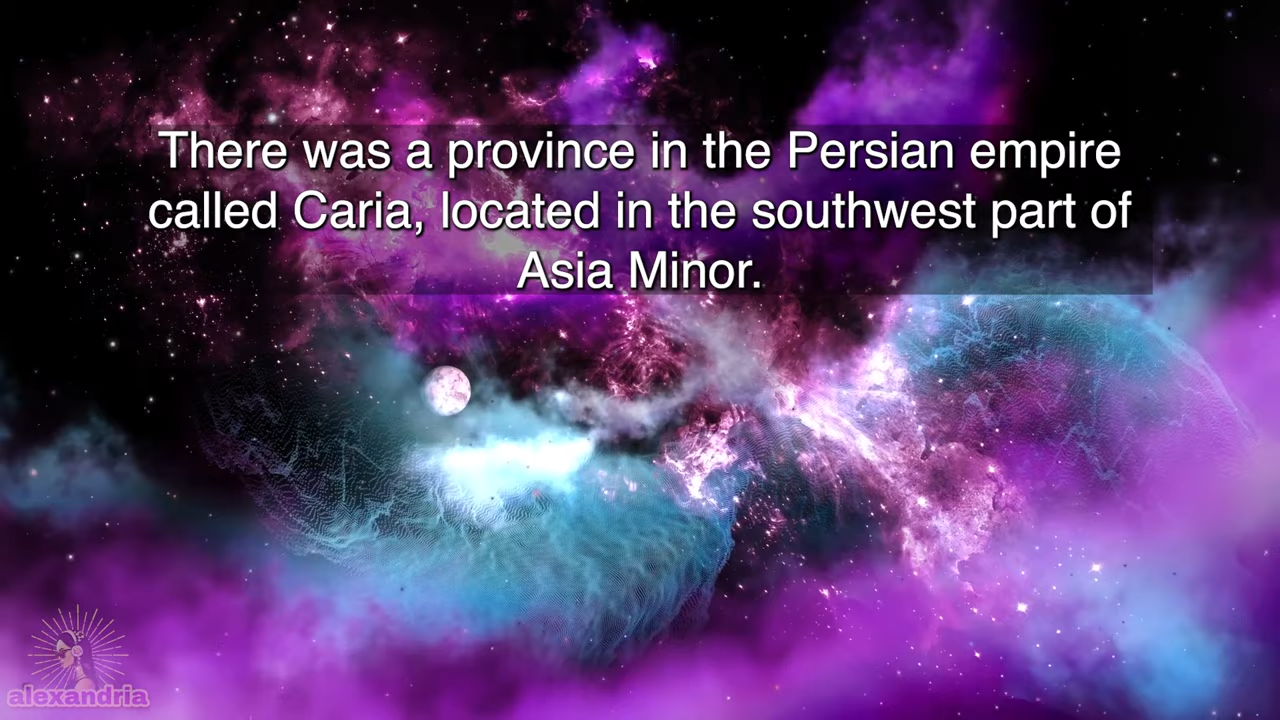 There was a province in the Persian empire
called Caria, located in the southwest part of
Asia Minor.
alexandria